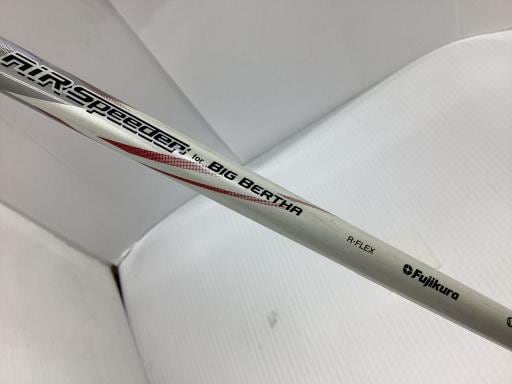 AiR Speeder for BIG BERTHA
R-FLEX
Fujikura